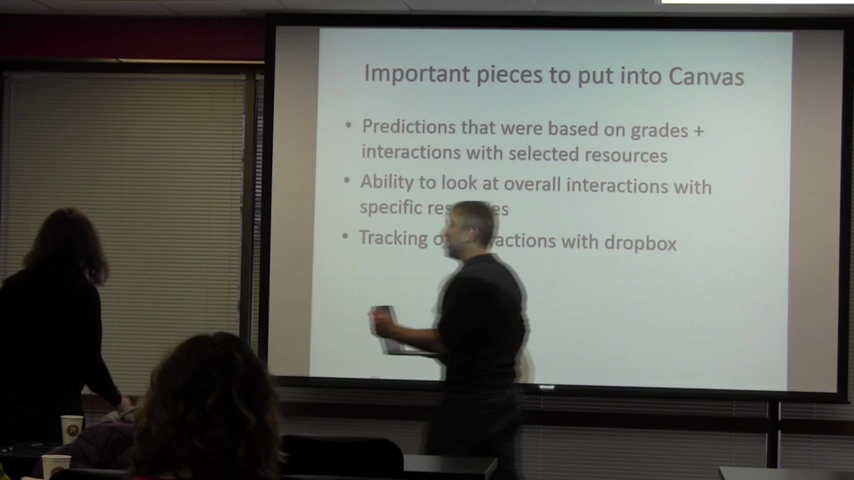 Important pieces to put into Canvas
• Predictions that were based on grades +
interactions with selected resources
• Ability to look at overall interactions with
specific
• Tracking with dropbox